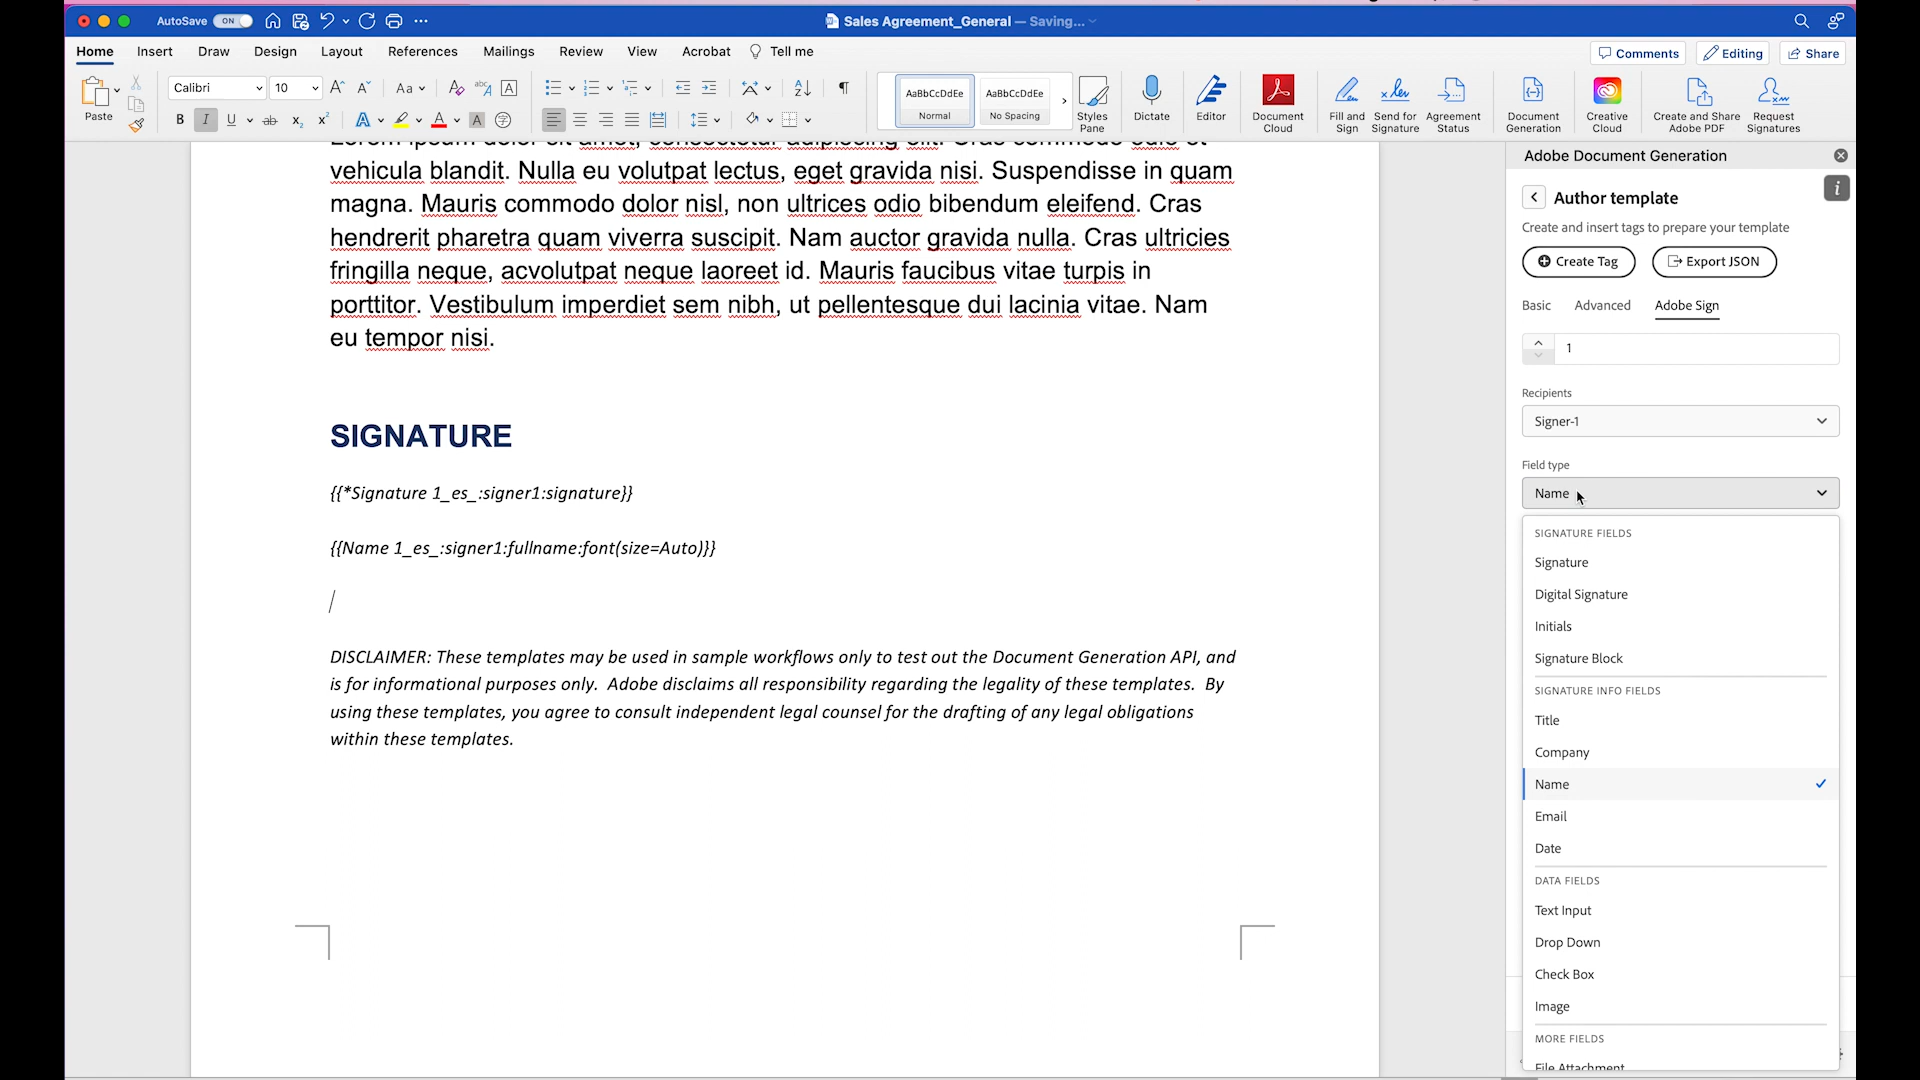 AutoSave ON
Sales Agreement_General — Saving...
Home Insert Draw Design Layout References Mailings Review View Acrobat Tell me
Comments Editing Share
Paste
Calibri 10
AaBbCcDdEe
Normal
AaBbCcDdEe
No Spacing
Styles Pane
Dictate
Editor
Document Cloud
Fill and Sign
Send for Signature
Agreement Status
Document Generation
Creative Cloud
Create and Share Adobe PDF
Request Signatures
vehicula blandit. Nulla eu volutpat lectus, eget gravida nisi. Suspendisse in quam
magna. Mauris commodo dolor nisl, non ultrices odio bibendum eleifend. Cras
hendrerit pharetra quam viverra suscipit. Nam auctor gravida nulla. Cras ultricies
fringilla neque, acvolutpat neque laoreet id. Mauris faucibus vitae turpis in
porttitor. Vestibulum imperdiet sem nibh, ut pellentesque dui lacinia vitae. Nam
eu tempor nisi.
SIGNATURE
{{*Signature 1_es_:signer1:signature}}
{{Name 1_es_:signer1:fullname:font(size=Auto)}}
DISCLAIMER: These templates may be used in sample workflows only to test out the Document Generation API, and
is for informational purposes only. Adobe disclaims all responsibility regarding the legality of these templates. By
using these templates, you agree to consult independent legal counsel for the drafting of any legal obligations
within these templates.
Adobe Document Generation
Author template
Create and insert tags to prepare your template
Create Tag Export JSON
Basic Advanced Adobe Sign
1
Recipients
Signer-1
Field type
Name
SIGNATURE FIELDS
Signature
Digital Signature
Initials
Signature Block
SIGNATURE INFO FIELDS
Title
Company
Name
Email
Date
DATA FIELDS
Text Input
Drop Down
Check Box
Image
MORE FIELDS
File Attachment